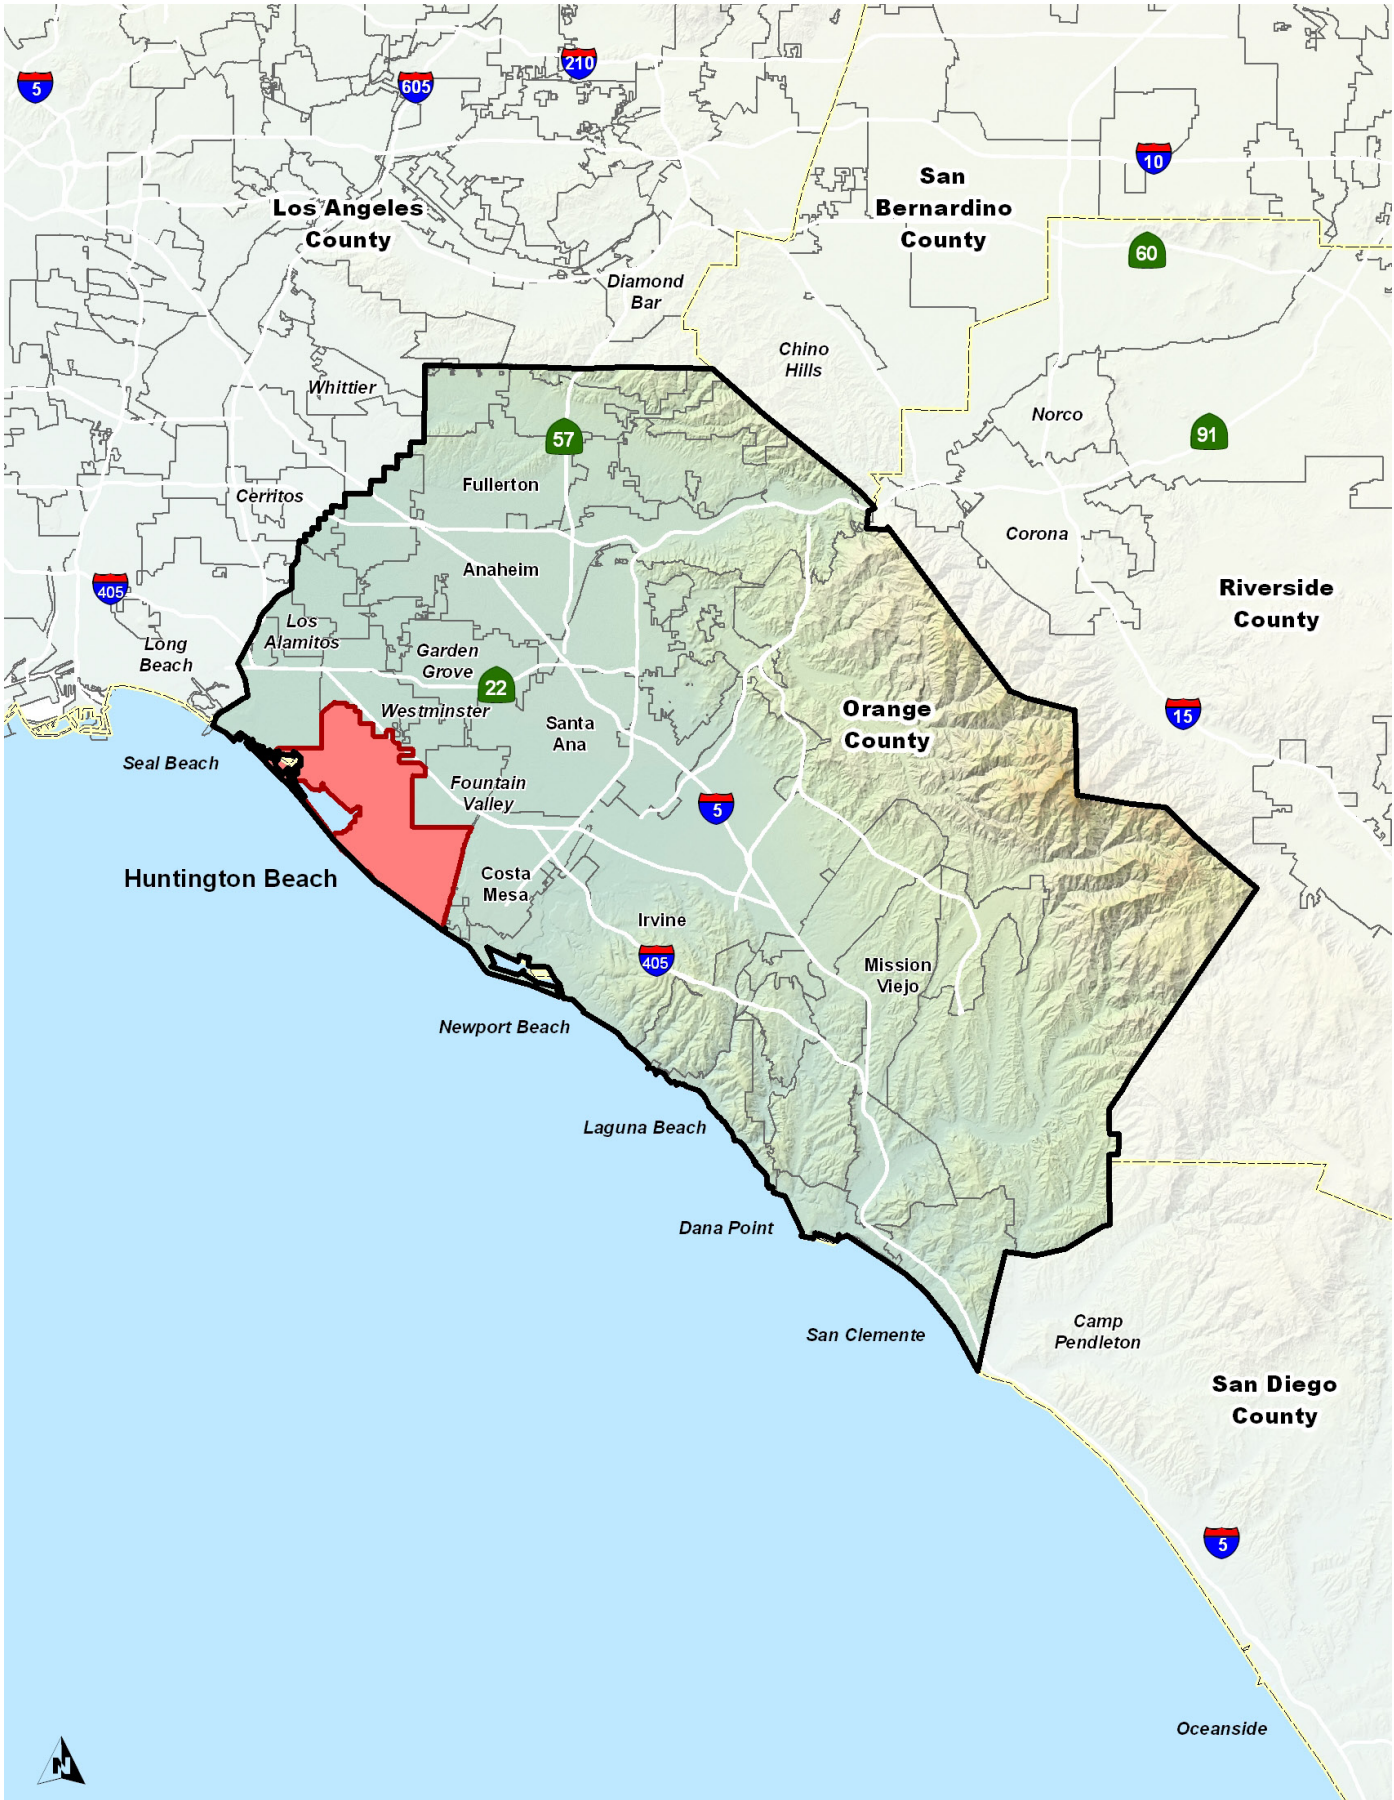 210
5
605
San
Bernardino
County
10
Los Angeles
County
60
Diamond
Bar
Chino
Hills
Whittier
Norco
57
91
Fullerton
Cerritos
Corona
Anaheim
405
Riverside
County
Los
Alamitos
Long
Beach
Garden
Grove
22
Westminster
Orange
County
15
Santa
Ana
Seal Beach
Fountain
Valley
5
Huntington Beach
Costa
Mesa
Irvine
405
Mission
Viejo
Newport Beach
Laguna Beach
Dana Point
San Clemente
Camp
Pendleton
San Diego
County
5
Oceanside
N